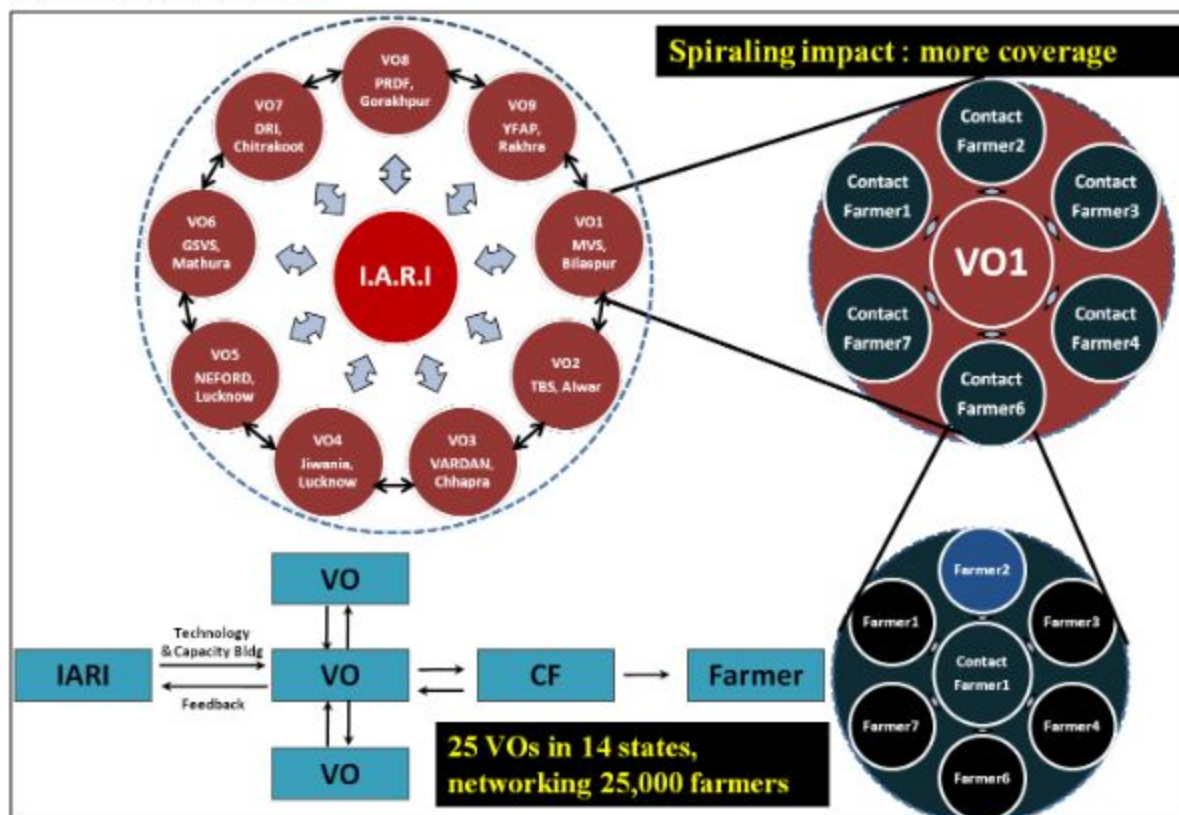 Spiraling impact : more coverage
VO8
PRDF,
Gorakhpur
VO9
YFAP,
Rakhra
VO1
MVS,
Bilaspur
VO2
TBS, Alwar
VO3
VARDAN,
Chhapra
VO4
Jiwania,
Lucknow
VO5
NEFORD,
Lucknow
VO6
GSVS,
Mathura
VO7
DRI,
Chitrakoot
I.A.R.I
Contact
Farmer2
Contact
Farmer3
Contact
Farmer4
Contact
Farmer6
Contact
Farmer7
Contact
Farmer1
VO1
Farmer2
Farmer3
Farmer4
Farmer6
Farmer7
Farmer1
Contact
Farmer1
VO
IARI
Technology
& Capacity Bldg
Feedback
VO
CF
Farmer
VO
25 VOs in 14 states,
networking 25,000 farmers